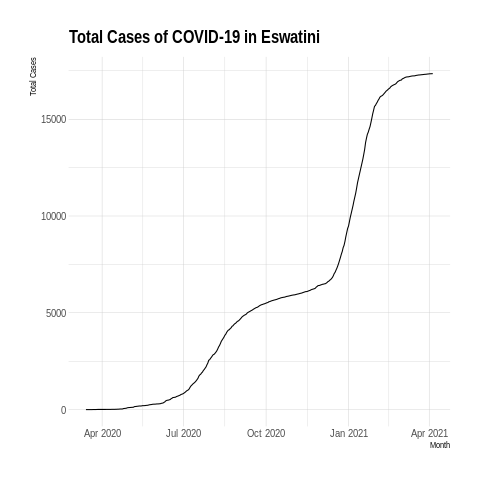 Total Cases of COVID-19 in Eswatini
Total Cases
15000
10000
5000
0
Apr 2020 Jul 2020 Oct 2020 Jan 2021 Apr 2021
Month